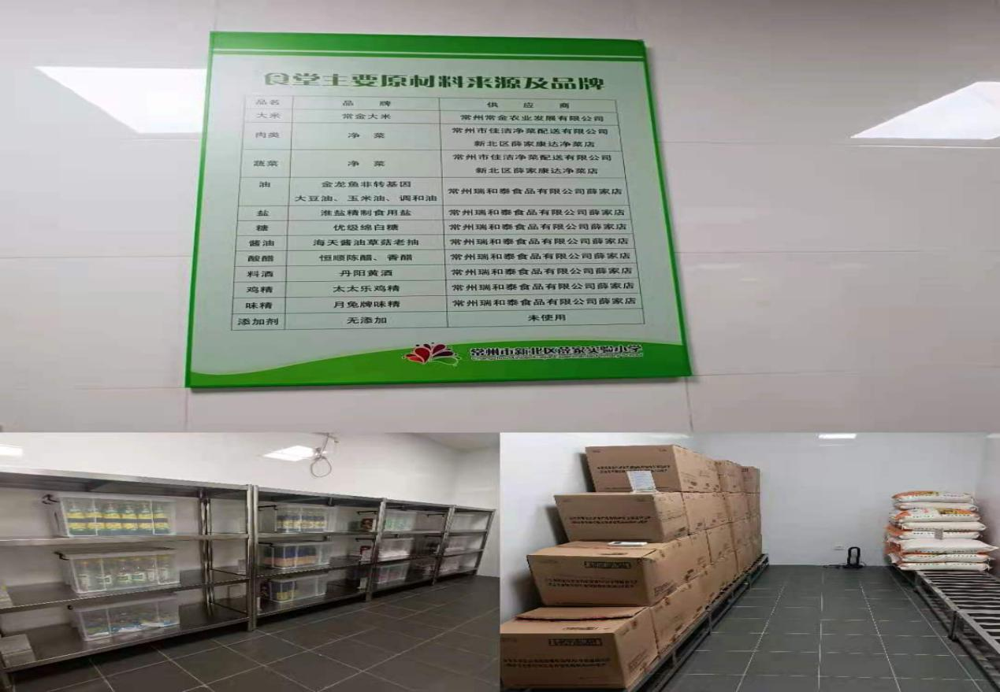 食堂主要原材料来源及品牌
品名 品牌 供应商
大米 常金大米 常州常金农业发展有限公司
肉类 净菜 常州市佳洁净菜配送有限公司
新北区薛家康达净菜店
蔬菜 净菜 常州市佳洁净菜配送有限公司
新北区薛家康达净菜店
油 金龙鱼非转基因
大豆油、玉米油、调和油 常州瑞和泰食品有限公司薛家店
盐 淮盐精制食用盐 常州瑞和泰食品有限公司薛家店
糖 优级绵白糖 常州瑞和泰食品有限公司薛家店
酱油 海天酱油草菇老抽 常州瑞和泰食品有限公司薛家店
酸醋 恒顺陈醋、香醋 常州瑞和泰食品有限公司薛家店
料酒 丹阳黄酒 常州瑞和泰食品有限公司薛家店
鸡精 太太乐鸡精 常州瑞和泰食品有限公司薛家店
味精 月兔牌味精 常州瑞和泰食品有限公司薛家店
添加剂 无添加 未使用
常州市新北区薛家实验小学